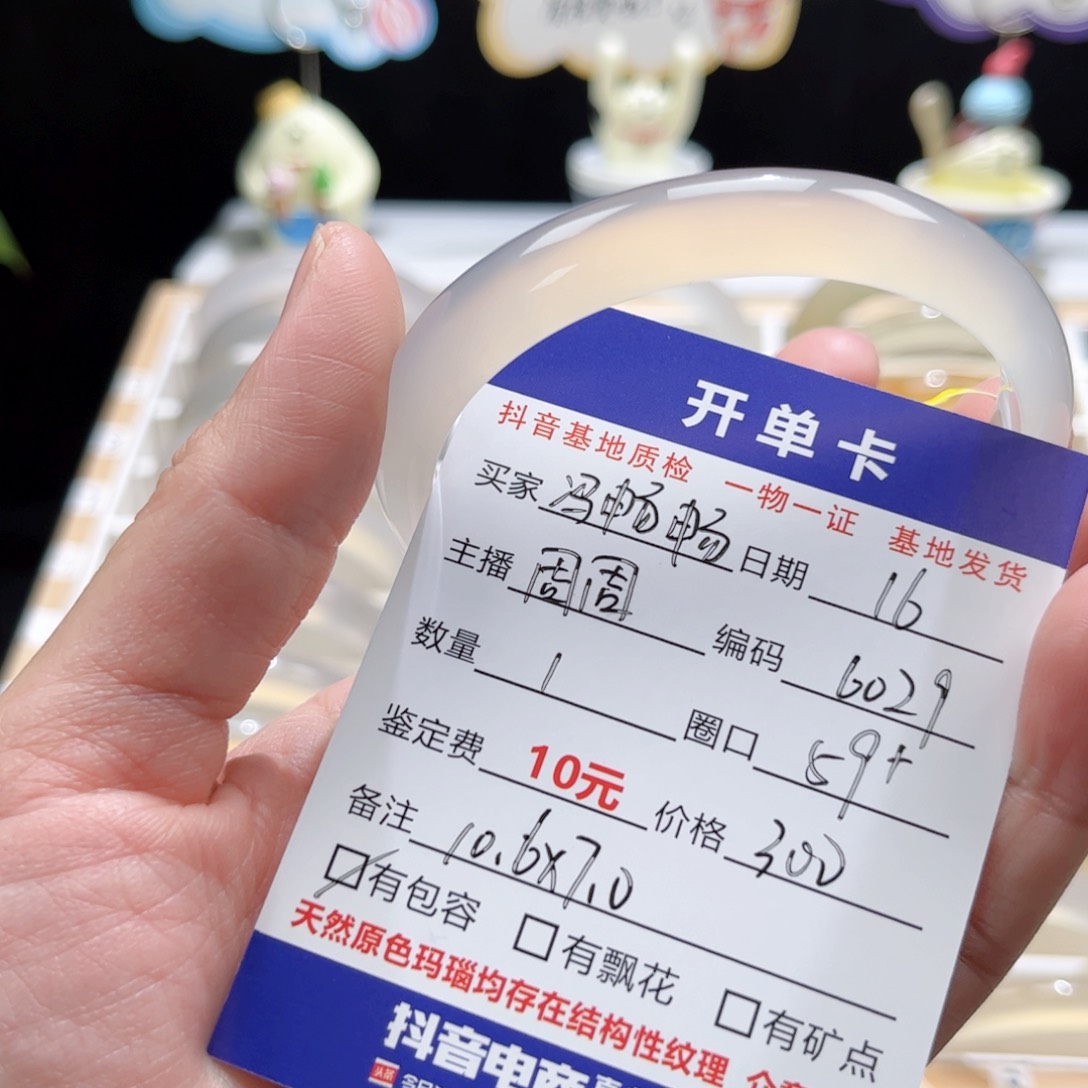 开单卡
抖音基地质检 一物一证 基地发货
买家 冯畅畅 日期 16
主播 周周 编码 6029
数量 1 圈口 59+
鉴定费 10元 价格 300
备注 10.6x7.0
有包容 有飘花 有矿点
天然原色玛瑙均存在结构性纹理
抖音电商
头条